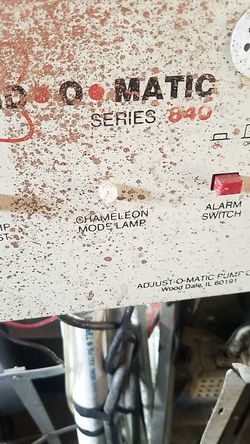 D•O•MATIC
SERIES 840
CHAMELEON
MODE LAMP
ALARM
SWITCH
ADJUST-O-MATIC PUMP
Wood Dale, IL 60191